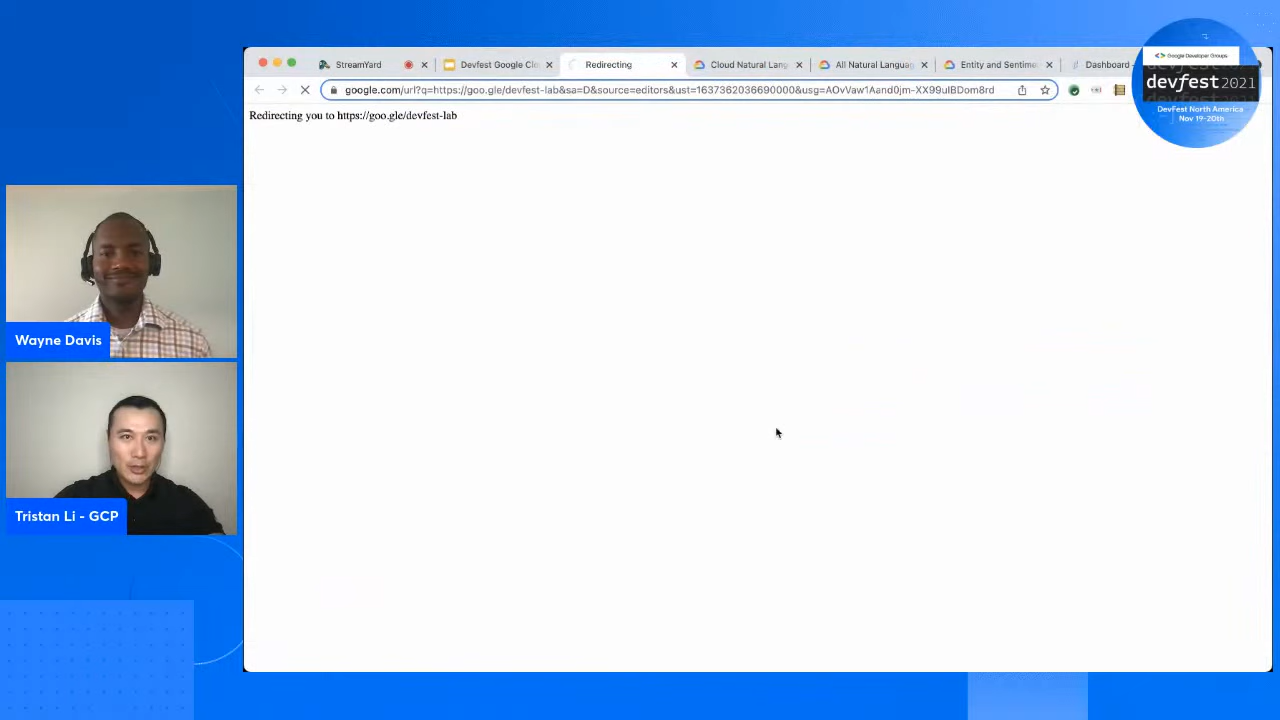 StreamYard
Devfest Google Clo
Redirecting
Cloud Natural Lang
All Natural Languag
Entity and Sentime
Dashboard
google.com/url?q=https://goo.gle/devfest-lab&sa=D&source=editors&ust=1637362036690000&usg=AOvVaw1Aand0jm-XX99ulBDom8rd
Redirecting you to https://goo.gle/devfest-lab
Google Developer Groups
devfest 2021
DevFest North America
Nov 19-20th
Wayne Davis
Tristan Li - GCP